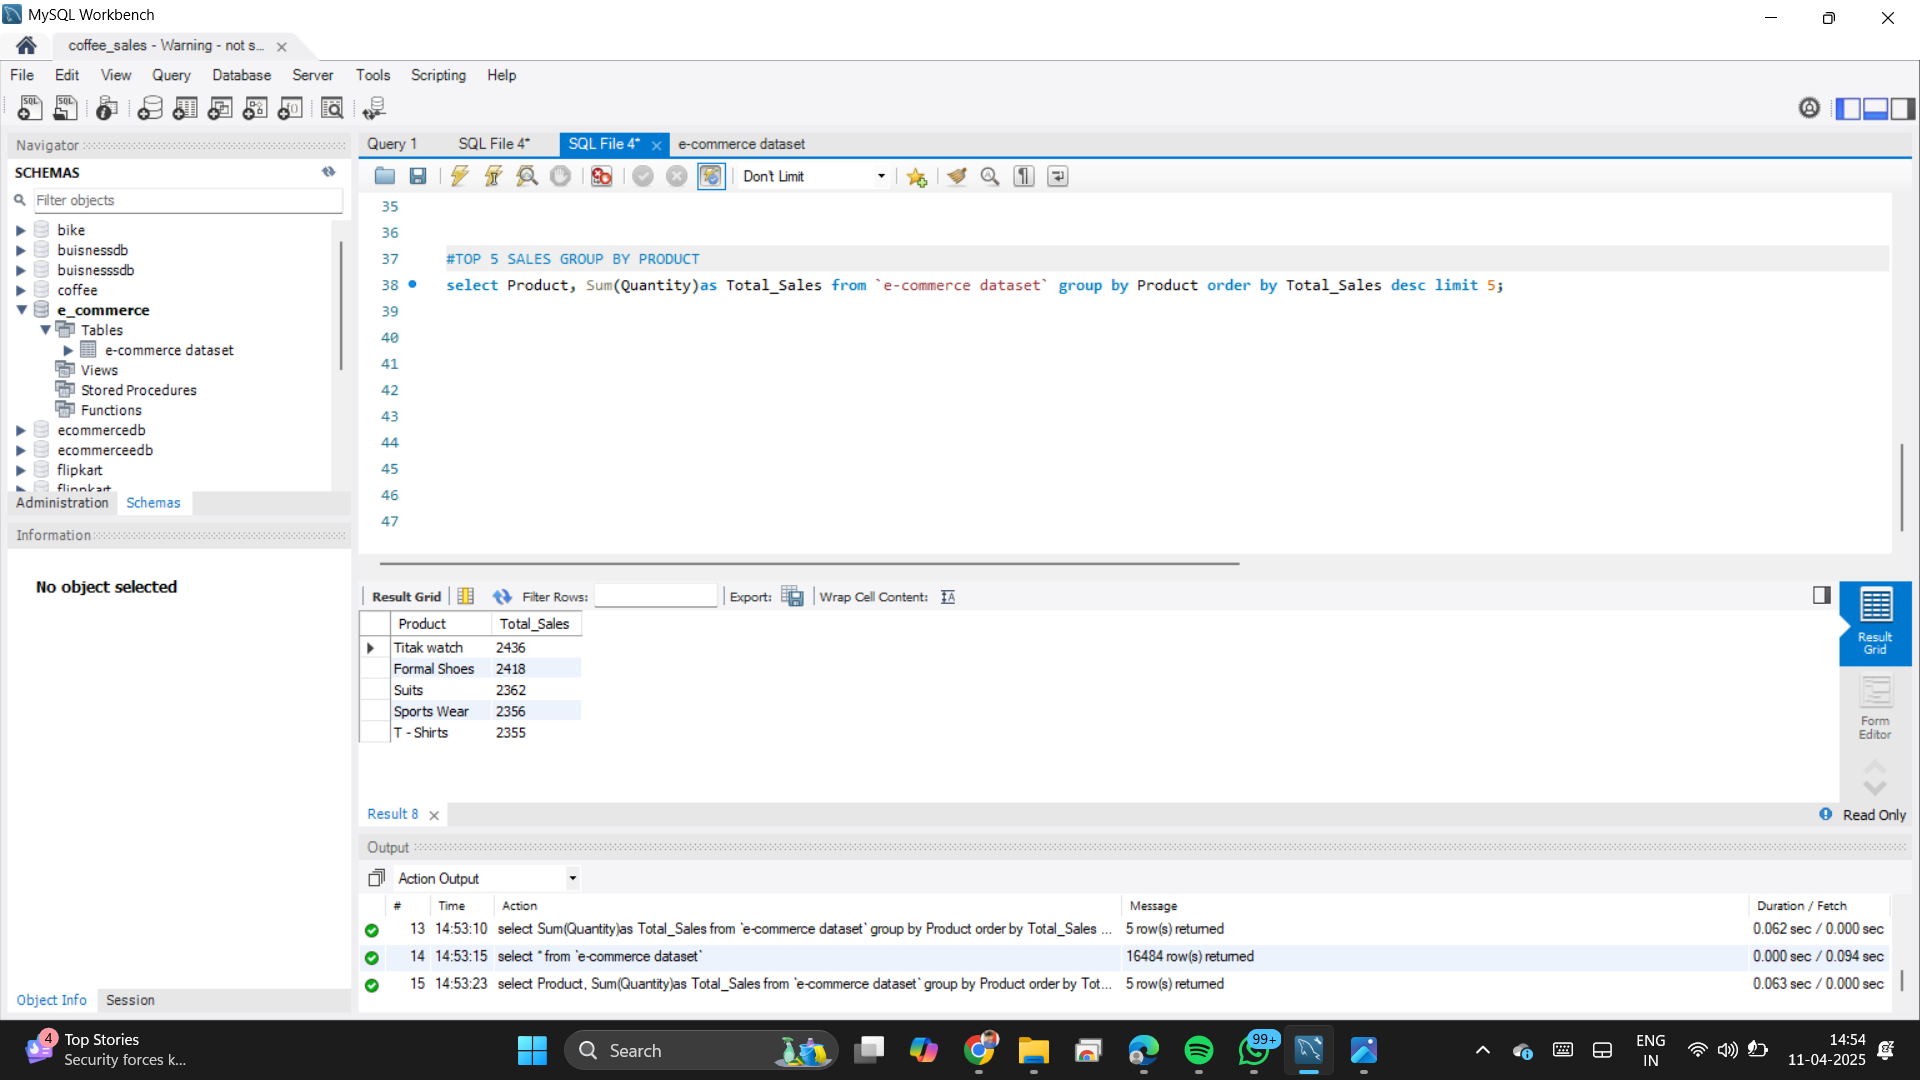 MySQL Workbench
coffee_sales - Warning - not s...
File Edit View Query Database Server Tools Scripting Help
Navigator
SCHEMAS
Filter objects
bike
buisnessdb
buisnesssdb
coffee
e_commerce
Tables
e-commerce dataset
Views
Stored Procedures
Functions
ecommercedb
ecommerceedb
flipkart
flippkart
Administration Schemas
Information
No object selected
Object Info Session
Query 1 SQL File 4* SQL File 4* e-commerce dataset
Don't Limit
35
36
37 #TOP 5 SALES GROUP BY PRODUCT
38 select Product, Sum(Quantity)as Total_Sales from `e-commerce dataset` group by Product order by Total_Sales desc limit 5;
39
40
41
42
43
44
45
46
47
Result Grid Filter Rows: Export: Wrap Cell Content:
Product Total_Sales
Titak watch 2436
Formal Shoes 2418
Suits 2362
Sports Wear 2356
T - Shirts 2355
Result Grid
Form Editor
Result 8
Read Only
Output
Action Output
# Time Action Message Duration / Fetch
13 14:53:10 select Sum(Quantity)as Total_Sales from `e-commerce dataset` group by Product order by Total_Sales ... 5 row(s) returned 0.062 sec / 0.000 sec
14 14:53:15 select * from `e-commerce dataset` 16484 row(s) returned 0.000 sec / 0.094 sec
15 14:53:23 select Product, Sum(Quantity)as Total_Sales from `e-commerce dataset` group by Product order by Tot... 5 row(s) returned 0.063 sec / 0.000 sec
4
Top Stories
Security forces k...
Search
99+
ENG
IN
14:54
11-04-2025